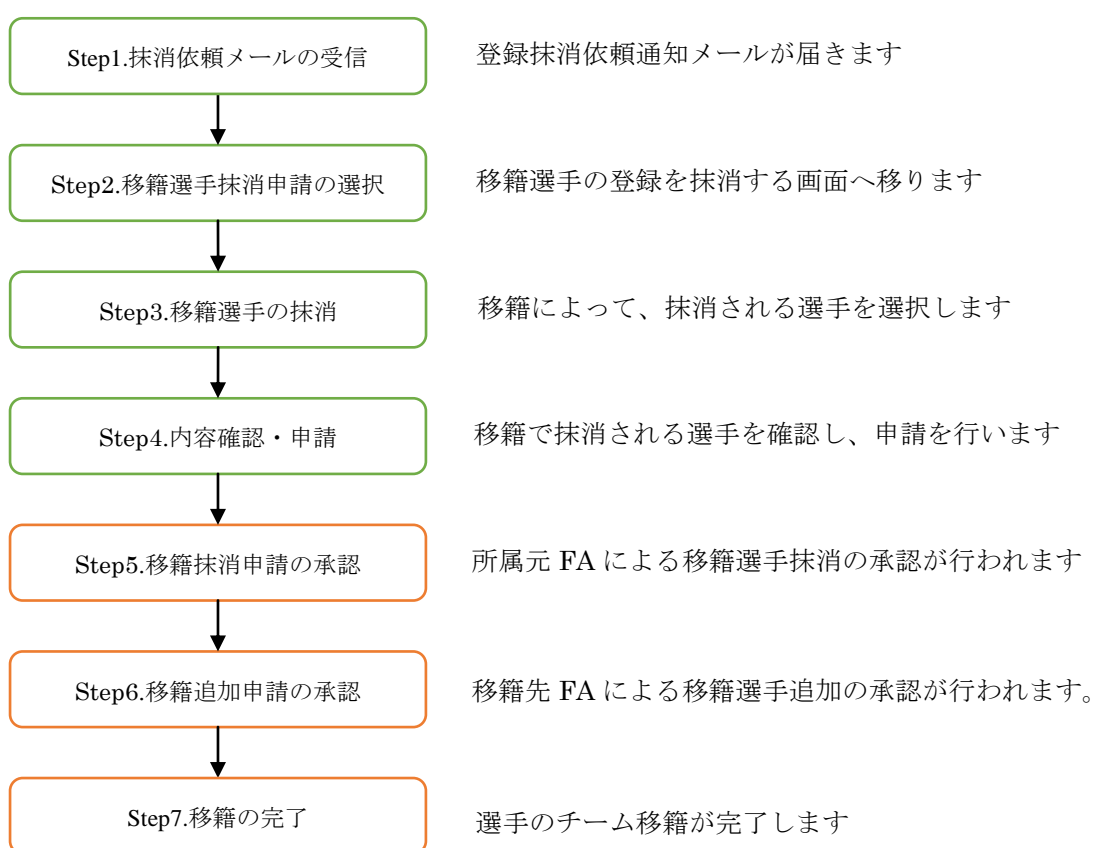 Step1.抹消依頼メールの受信
登録抹消依頼通知メールが届きます
Step2.移籍選手抹消申請の選択
移籍選手の登録を抹消する画面へ移ります
Step3.移籍選手の抹消
移籍によって、抹消される選手を選択します
Step4.内容確認・申請
移籍で抹消される選手を確認し、申請を行います
Step5.移籍抹消申請の承認
所属元 FA による移籍選手抹消の承認が行われます
Step6.移籍追加申請の承認
移籍先 FA による移籍選手追加の承認が行われます。
Step7.移籍の完了
選手のチーム移籍が完了します